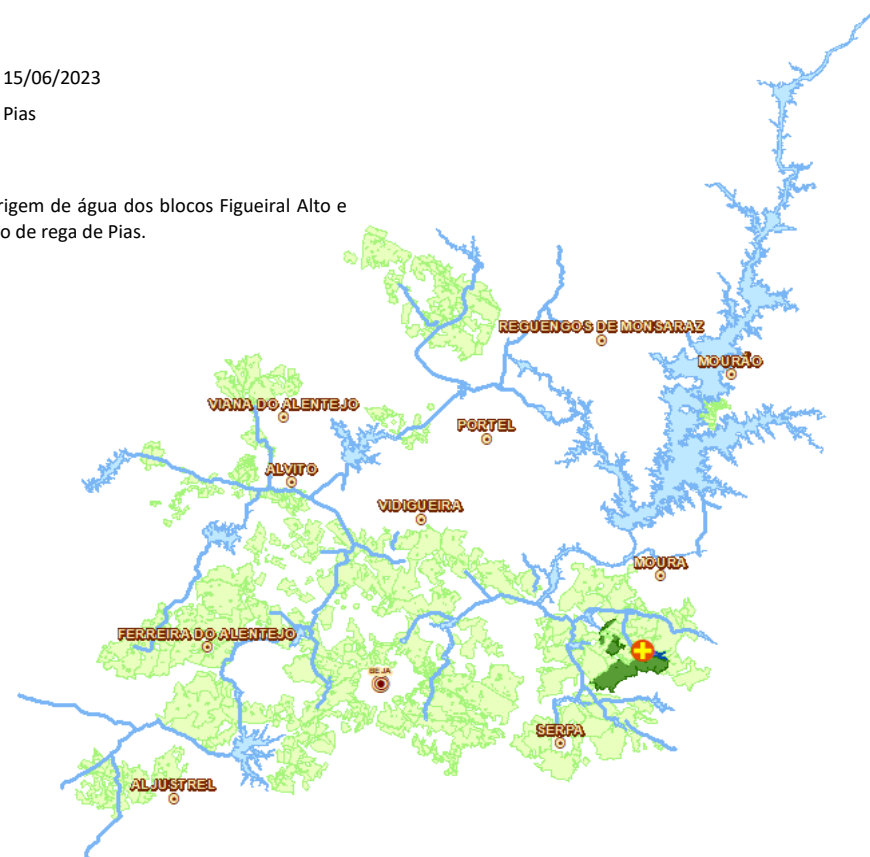 15/06/2023
Pias
rigem de água dos blocos Figueiral Alto e
o de rega de Pias.
REGUENGOS DE MONSARAZ
MOURÃO
VIANA DO ALENTEJO
PORTEL
ALVITO
VIDIGUEIRA
MOURA
FERREIRA DO ALENTEJO
BEJA
SERPA
ALJUSTREL